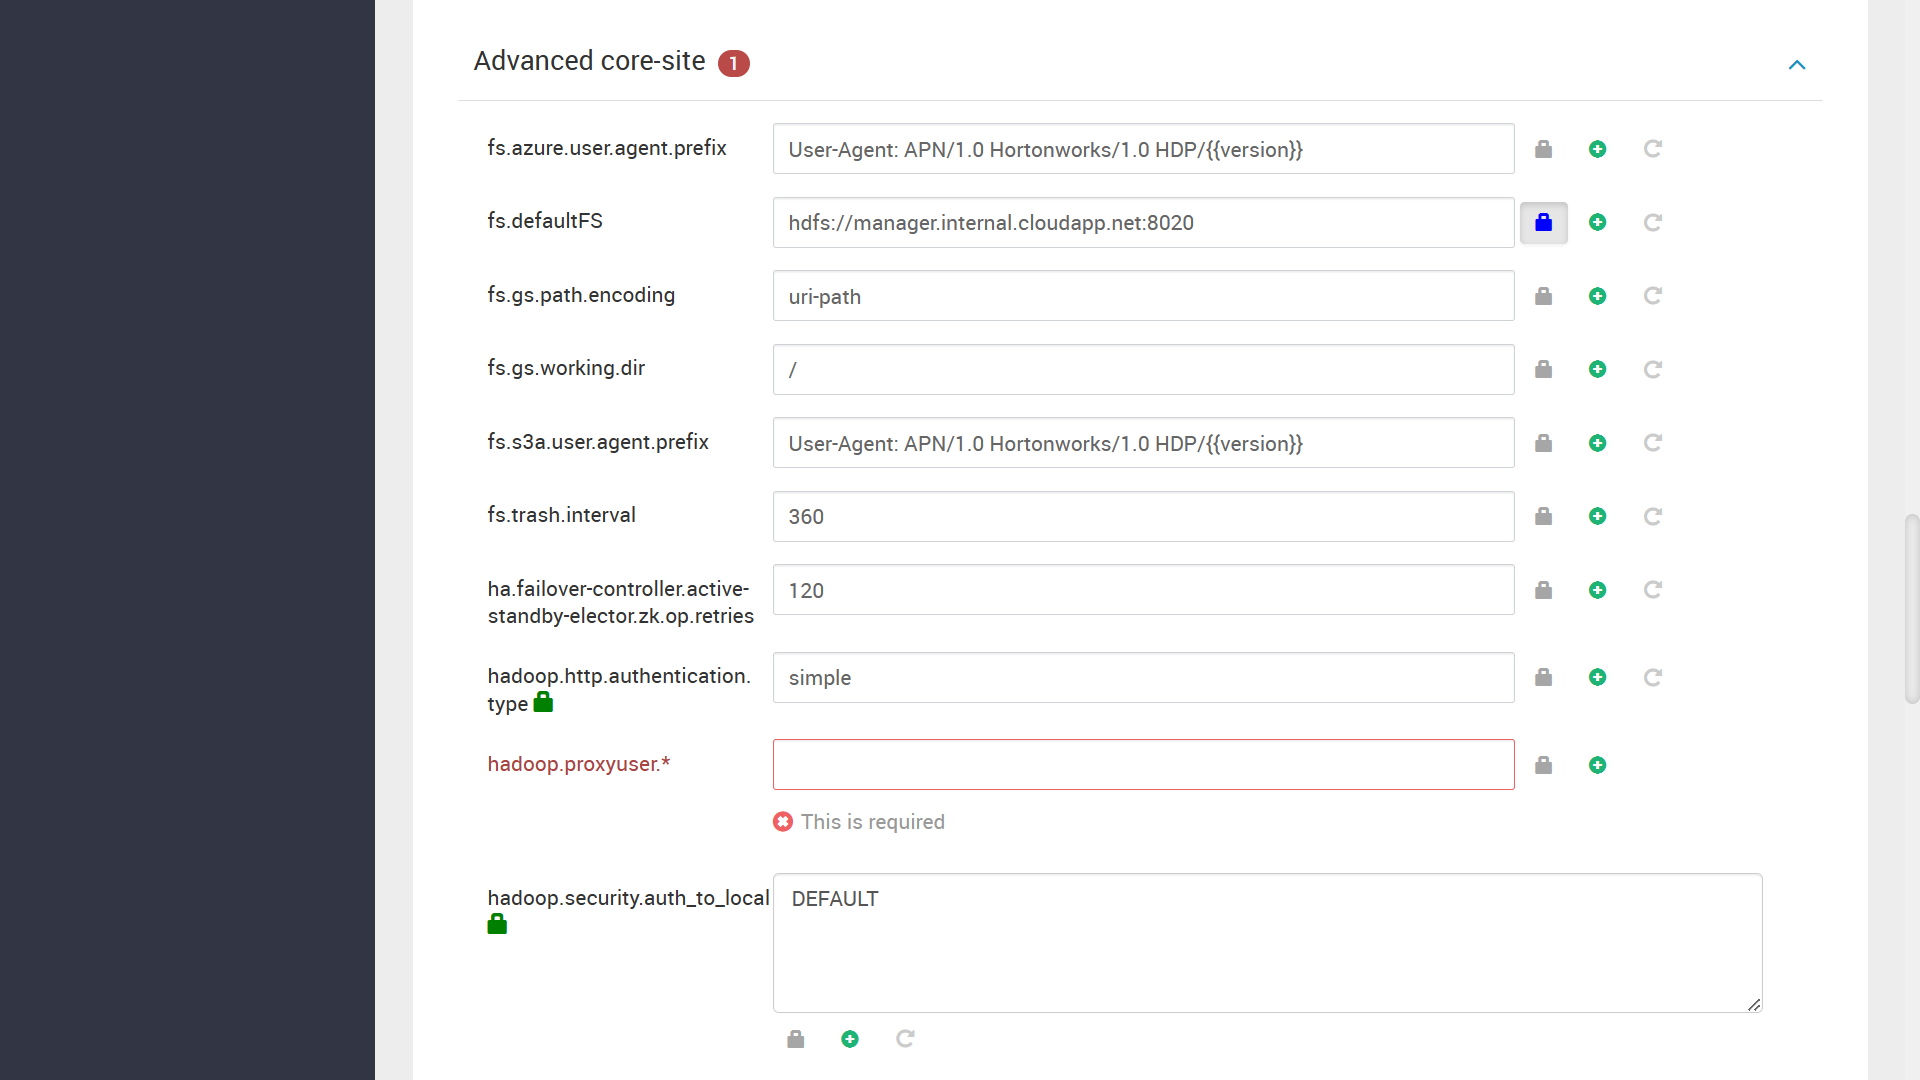 Advanced core-site 1
fs.azure.user.agent.prefix User-Agent: APN/1.0 Hortonworks/1.0 HDP/{{version}}
fs.defaultFS hdfs://manager.internal.cloudapp.net:8020
fs.gs.path.encoding uri-path
fs.gs.working.dir /
fs.s3a.user.agent.prefix User-Agent: APN/1.0 Hortonworks/1.0 HDP/{{version}}
fs.trash.interval 360
ha.failover-controller.active- 120
standby-elector.zk.op.retries
hadoop.http.authentication. simple
type
hadoop.proxyuser.*
This is required
hadoop.security.auth_to_local DEFAULT